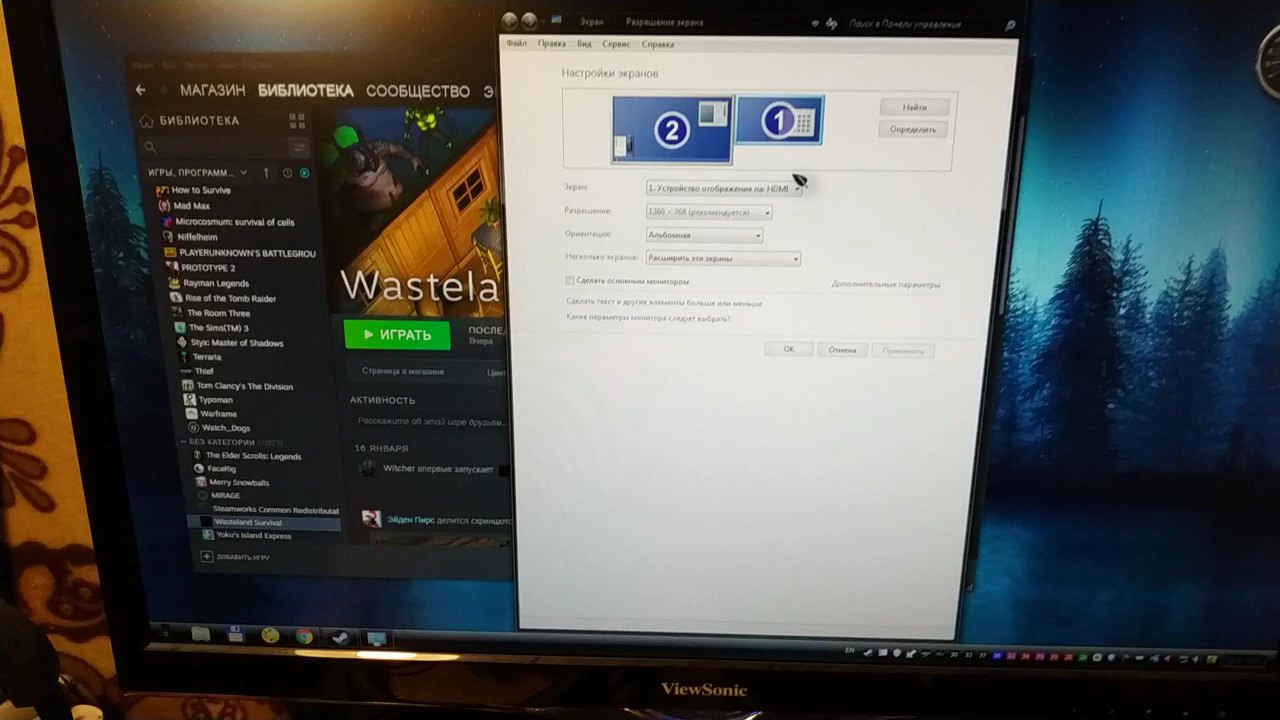 Экран
Разрешение экрана
Поиск в Панели управления
Файл Правка Вид Сервис Справка
Настройки экранов
2
1
Найти
Определить
Экран:
1. Устройство отображения на: HDMI
Разрешение:
1360 × 768 (рекомендуется)
Ориентация:
Альбомная
Несколько экранов:
Расширить эти экраны
Сделать основным монитором
Дополнительные параметры
Сделать текст и другие элементы больше или меньше
Какие параметры монитора следует выбрать?
ОК
Отмена
Применить
МАГАЗИН БИБЛИОТЕКА СООБЩЕСТВО
БИБЛИОТЕКА
ИГРЫ, ПРОГРАММ...
How to Survive
Mad Max
Microcosmum: survival of cells
Niffelheim
PLAYERUNKNOWN'S BATTLEGROU
PROTOTYPE 2
Rayman Legends
Rise of the Tomb Raider
The Room Three
The Sims(TM) 3
Styx: Master of Shadows
Terraria
Thief
Tom Clancy's The Division
Typoman
Warframe
Watch_Dogs
БЕЗ КАТЕГОРИИ
The Elder Scrolls: Legends
FaceRig
Merry Snowballs
MIRAGE
Steamworks Common Redistributat
Wasteland Survival
Yoku's Island Express
ДОБАВИТЬ ИГРУ
Wastela
ИГРАТЬ
ПОСЛЕ
Вчера
Страница в магазине
Цент
АКТИВНОСТЬ
Расскажите об этой игре друзьям...
16 ЯНВАРЯ
Witcher впервые запускает
Эйден Пирс делится скриншотс
EN
ViewSonic